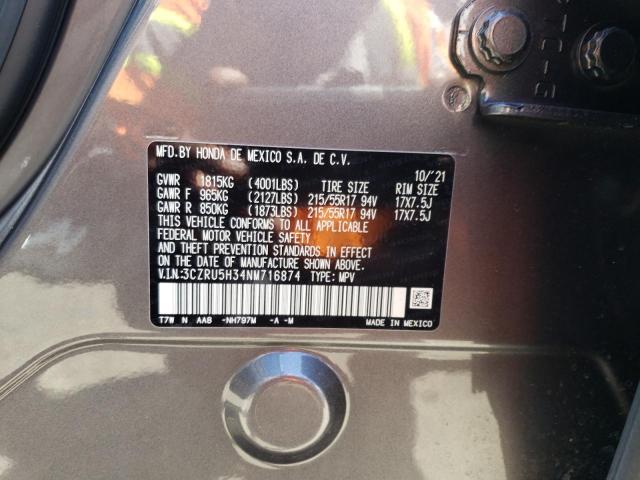 MFD.BY HONDA DE MEXICO S.A. DE C.V. 10/'21
GVWR 1815KG (4001LBS) TIRE SIZE RIM SIZE
GAWR F 965KG (2127LBS) 215/55R17 94V 17X7.5J
GAWR R 850KG (1873LBS) 215/55R17 94V 17X7.5J
THIS VEHICLE CONFORMS TO ALL APPLICABLE
FEDERAL MOTOR VEHICLE SAFETY
AND THEFT PREVENTION STANDARDS IN EFFECT
ON THE DATE OF MANUFACTURE SHOWN ABOVE.
V.I.N:3CZRU5H34NM716874 TYPE: MPV
T7W N AAB -NH797M -A -M
MADE IN MEXICO